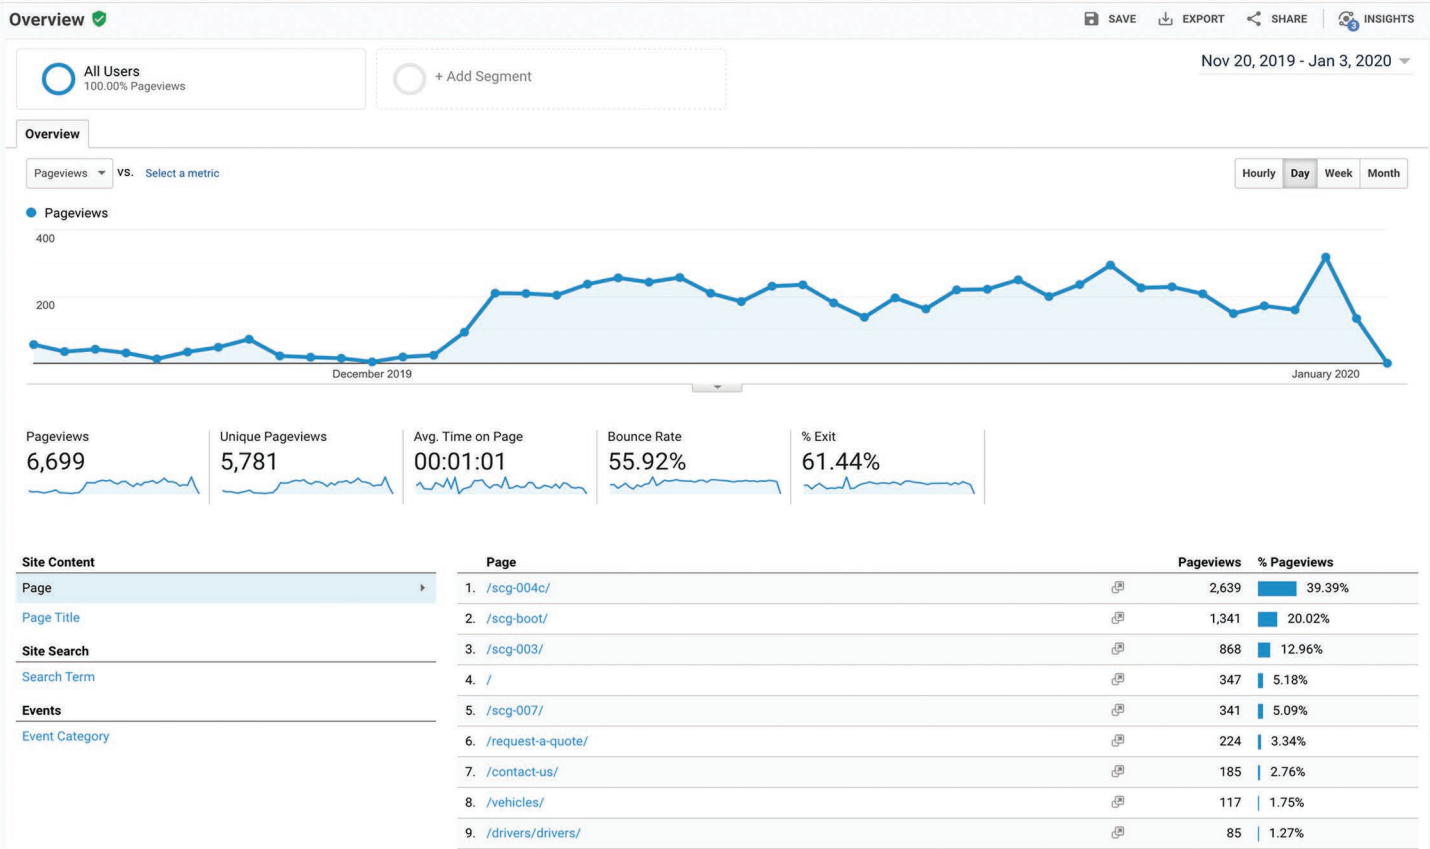 Overview
SAVE EXPORT SHARE INSIGHTS
3
All Users
100.00% Pageviews
+ Add Segment
Nov 20, 2019 - Jan 3, 2020
Overview
Pageviews VS. Select a metric
Hourly Day Week Month
Pageviews
400
200
December 2019 January 2020
Pageviews Unique Pageviews Avg. Time on Page Bounce Rate % Exit
6,699 5,781 00:01:01 55.92% 61.44%
Site Content
Page
Page Title
Site Search
Search Term
Events
Event Category
Page Pageviews % Pageviews
1. /scg-004c/ 2,639 39.39%
2. /scg-boot/ 1,341 20.02%
3. /scg-003/ 868 12.96%
4. / 347 5.18%
5. /scg-007/ 341 5.09%
6. /request-a-quote/ 224 3.34%
7. /contact-us/ 185 2.76%
8. /vehicles/ 117 1.75%
9. /drivers/drivers/ 85 1.27%